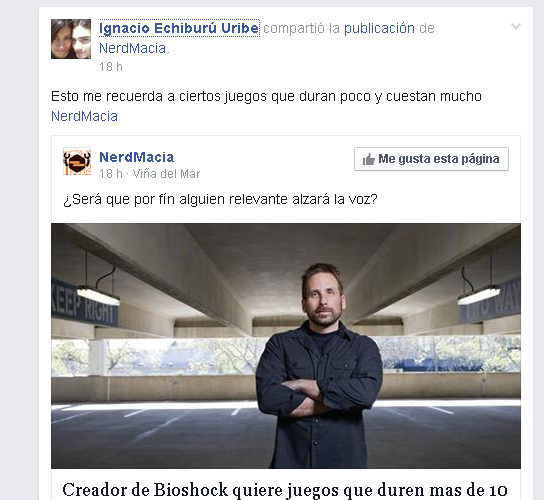 Ignacio Echiburú Uribe compartió la publicación de
NerdMacia.
18 h
Esto me recuerda a ciertos juegos que duran poco y cuestan mucho
NerdMacia
NerdMacia
18 h · Viña del Mar
Me gusta esta página
¿Será que por fín alguien relevante alzará la voz?
KEEP RIGHT
Creador de Bioshock quiere juegos que duren mas de 10